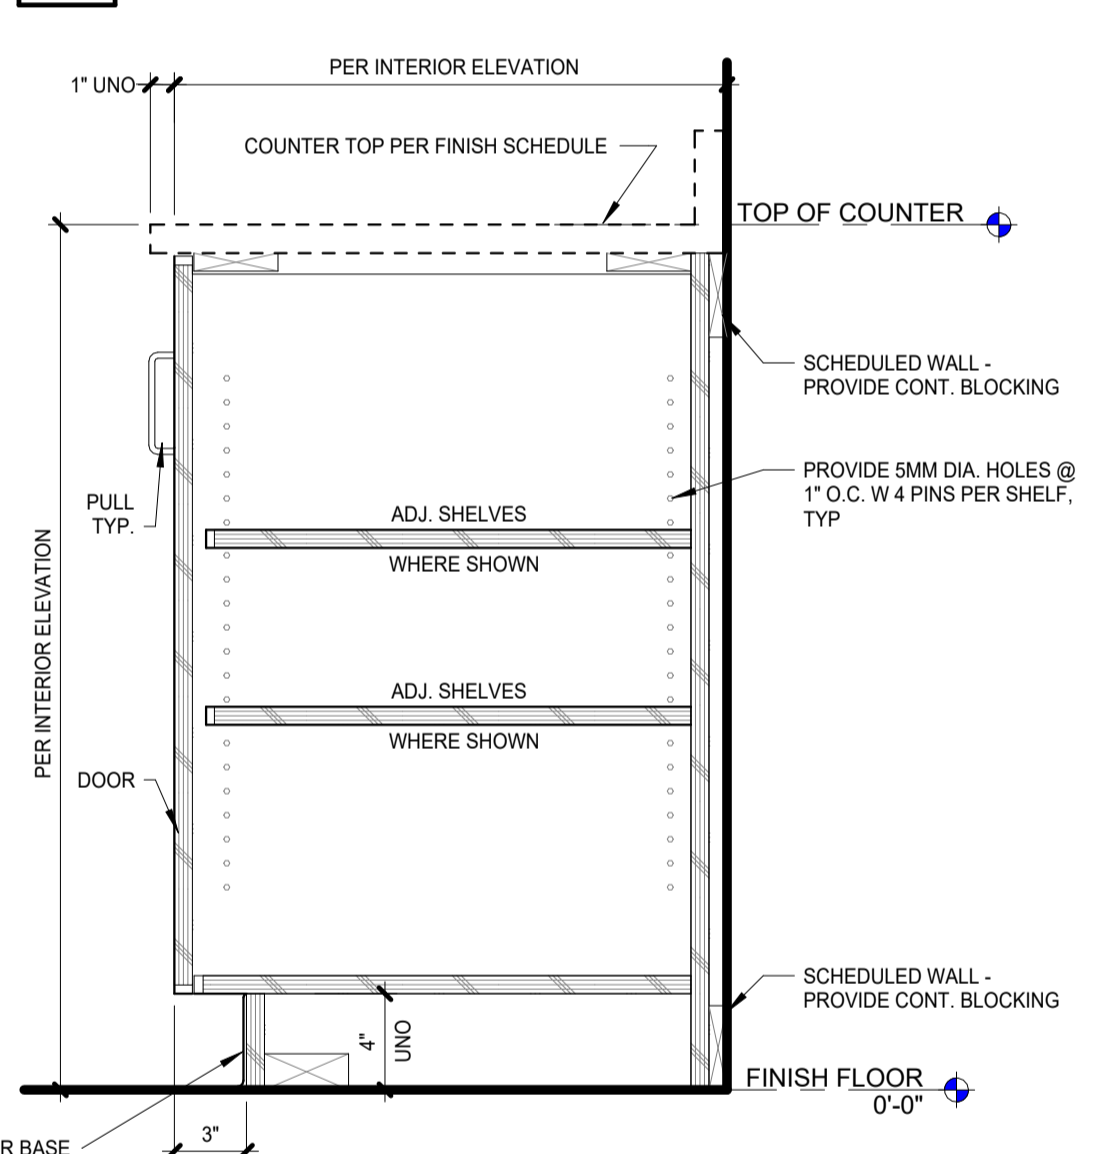 PER INTERIOR ELEVATION
1" UNO
COUNTER TOP PER FINISH SCHEDULE
TOP OF COUNTER
SCHEDULED WALL -
PROVIDE CONT. BLOCKING
PROVIDE 5MM DIA. HOLES @
1" O.C. W 4 PINS PER SHELF,
TYP
PULL
TYP.
ADJ. SHELVES
WHERE SHOWN
PER INTERIOR ELEVATION
ADJ. SHELVES
WHERE SHOWN
DOOR
SCHEDULED WALL -
PROVIDE CONT. BLOCKING
4"
UNO
FINISH FLOOR
0'-0"
3"
R BASE